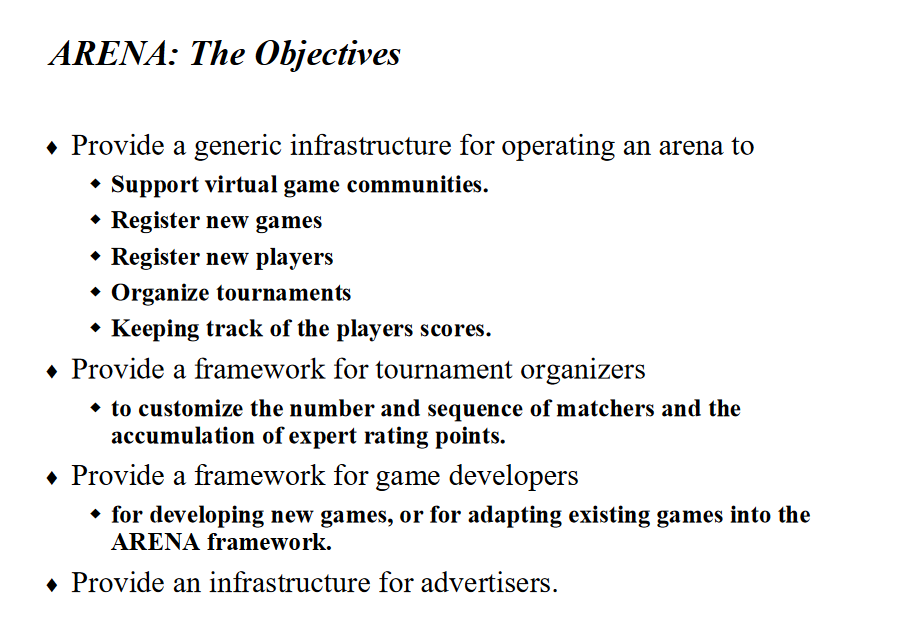 ARENA: The Objectives
♦ Provide a generic infrastructure for operating an arena to
◆ Support virtual game communities.
◆ Register new games
◆ Register new players
◆ Organize tournaments
◆ Keeping track of the players scores.
♦ Provide a framework for tournament organizers
◆ to customize the number and sequence of matchers and the
accumulation of expert rating points.
♦ Provide a framework for game developers
◆ for developing new games, or for adapting existing games into the
ARENA framework.
♦ Provide an infrastructure for advertisers.